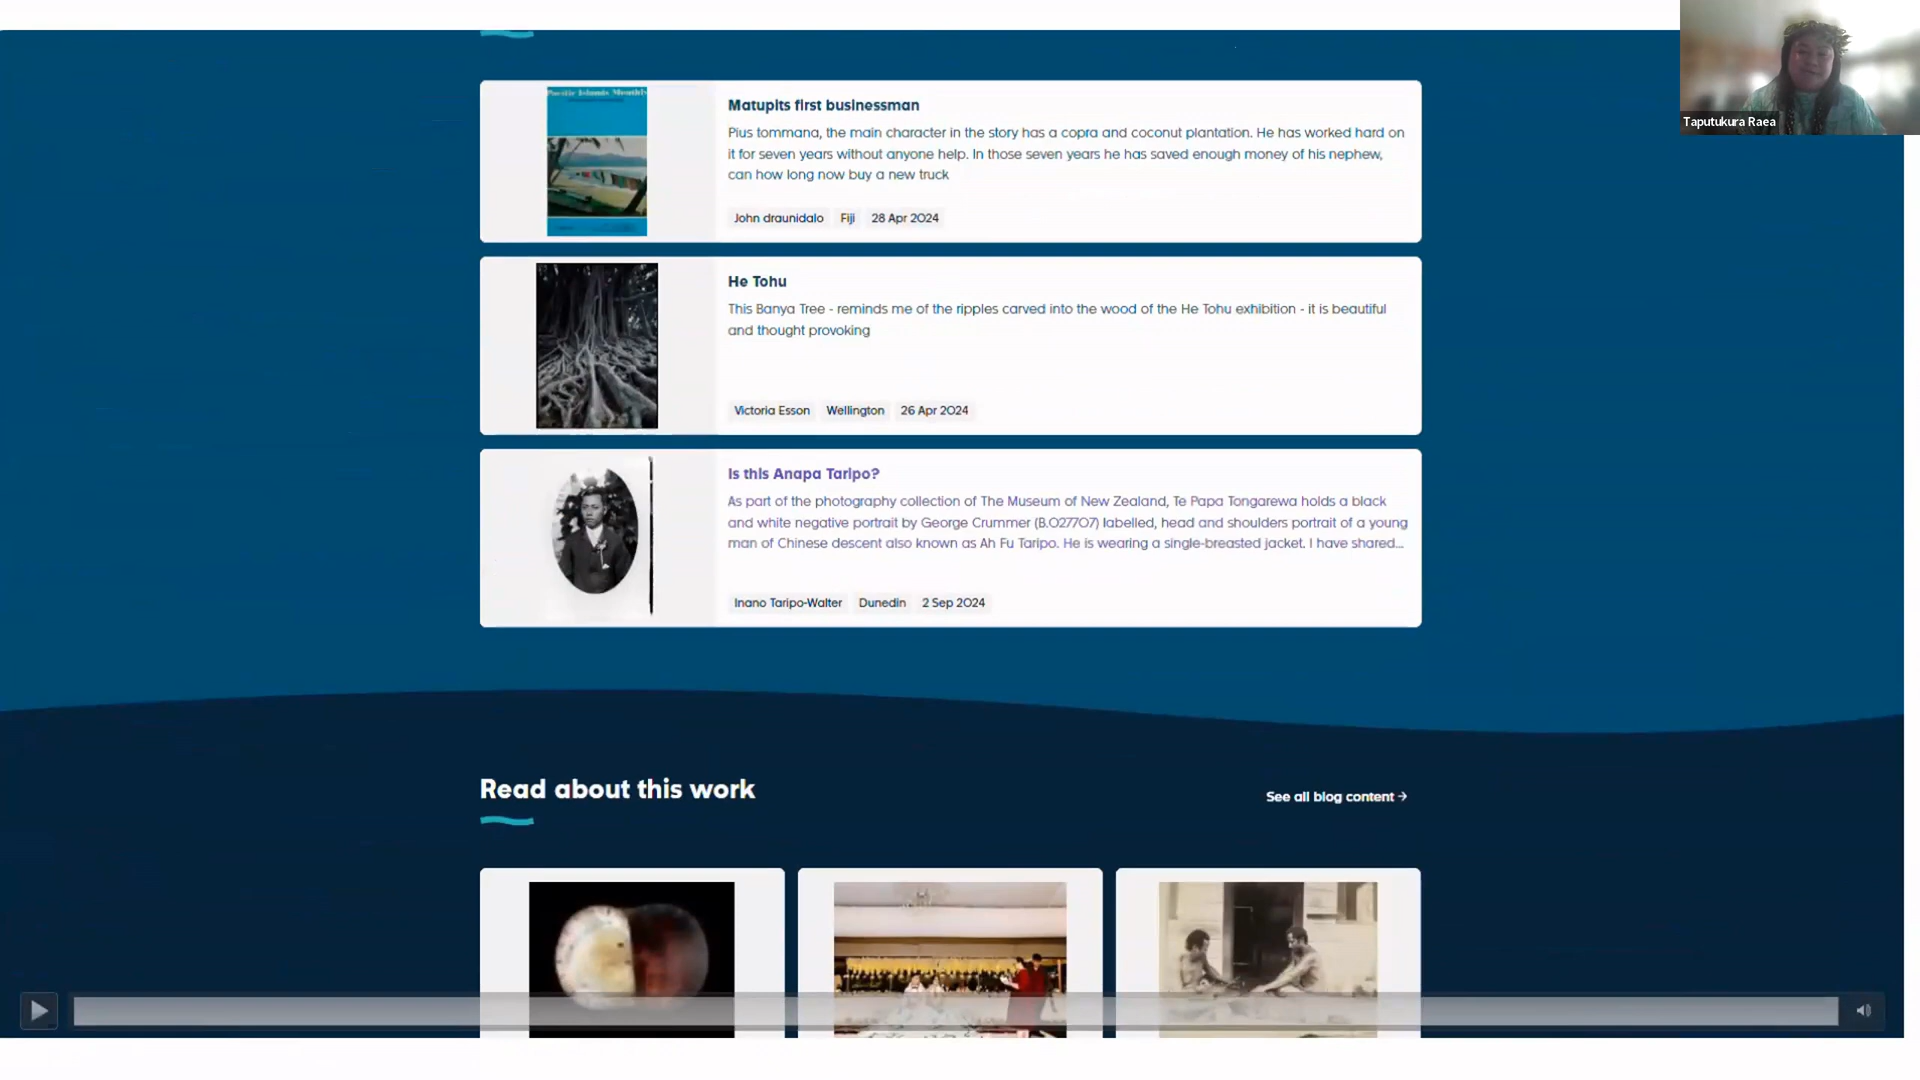 Taputukura Raea
Pacific Islands Monthly
Matupits first businessman
Pius tommana, the main character in the story has a copra and coconut plantation. He has worked hard on
it for seven years without anyone help. In those seven years he has saved enough money of his nephew,
can how long now buy a new truck
John draunidalo Fiji 28 Apr 2024
He Tohu
This Banya Tree - reminds me of the ripples carved into the wood of the He Tohu exhibition - it is beautiful
and thought provoking
Victoria Esson Wellington 26 Apr 2024
Is this Anapa Taripo?
As part of the photography collection of The Museum of New Zealand, Te Papa Tongarewa holds a black
and white negative portrait by George Crummer (B.027707) labelled, head and shoulders portrait of a young
man of Chinese descent also known as Ah Fu Taripo. He is wearing a single-breasted jacket. I have shared...
Inano Taripo-Walter Dunedin 2 Sep 2024
Read about this work
See all blog content →